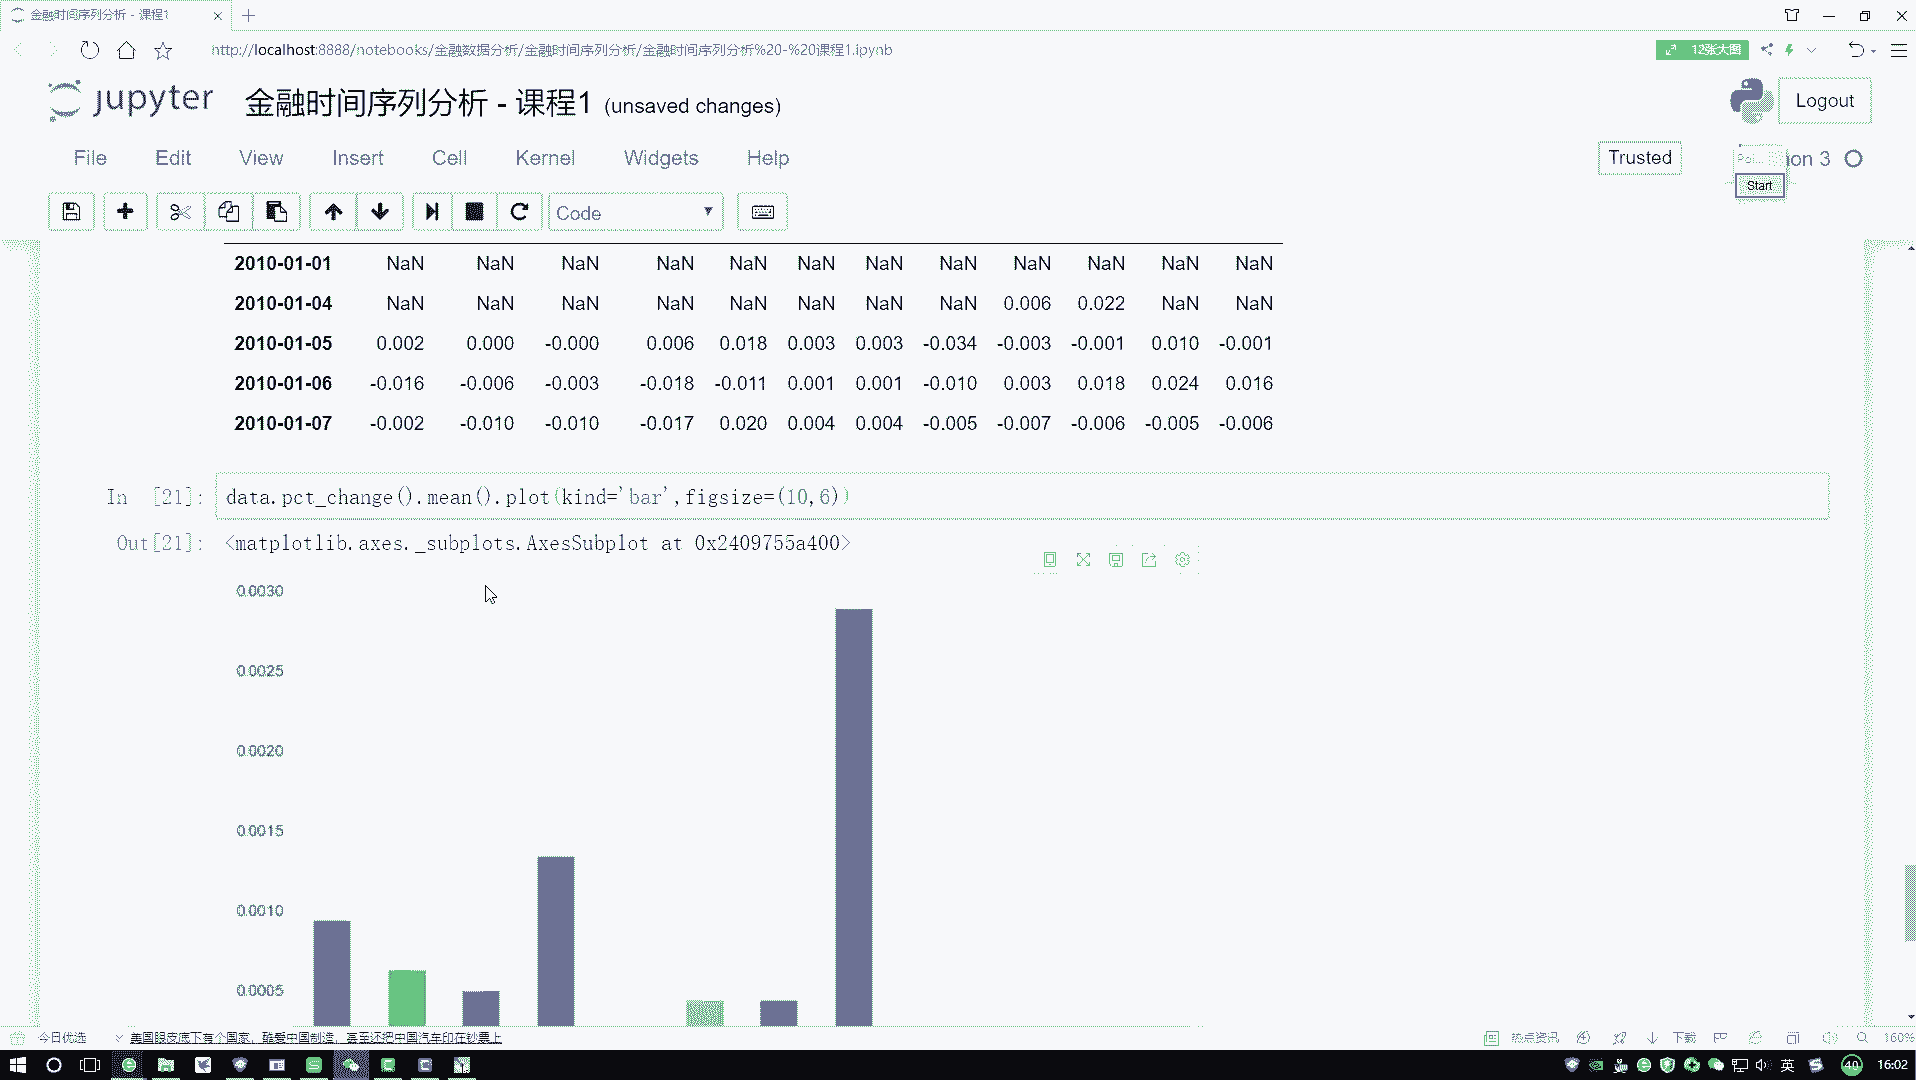 金融时间序列分析 - 课程1
http://localhost:8888/notebooks/金融数据分析/金融时间序列分析/金融时间序列分析%20-%20课程1.ipynb
12张大图
jupyter 金融时间序列分析 - 课程1 (unsaved changes)
Logout
File Edit View Insert Cell Kernel Widgets Help
Trusted
Poi... ion 3
Start
Code
2010-01-01 NaN NaN NaN NaN NaN NaN NaN NaN NaN NaN NaN NaN
2010-01-04 NaN NaN NaN NaN NaN NaN NaN NaN 0.006 0.022 NaN NaN
2010-01-05 0.002 0.000 -0.000 0.006 0.018 0.003 0.003 -0.034 -0.003 -0.001 0.010 -0.001
2010-01-06 -0.016 -0.006 -0.003 -0.018 -0.011 0.001 0.001 -0.010 0.003 0.018 0.024 0.016
2010-01-07 -0.002 -0.010 -0.010 -0.017 0.020 0.004 0.004 -0.005 -0.007 -0.006 -0.005 -0.006
In [21]: data.pct_change().mean().plot(kind='bar',figsize=(10,6))
Out[21]: <matplotlib.axes._subplots.AxesSubplot at 0x2409755a400>
0.0030
0.0025
0.0020
0.0015
0.0010
0.0005
今日优选 美国眼皮底下有个国家，酷爱中国制造，甚至还把中国汽车印在钞票上
热点资讯 下载 160%
英 40 16:02